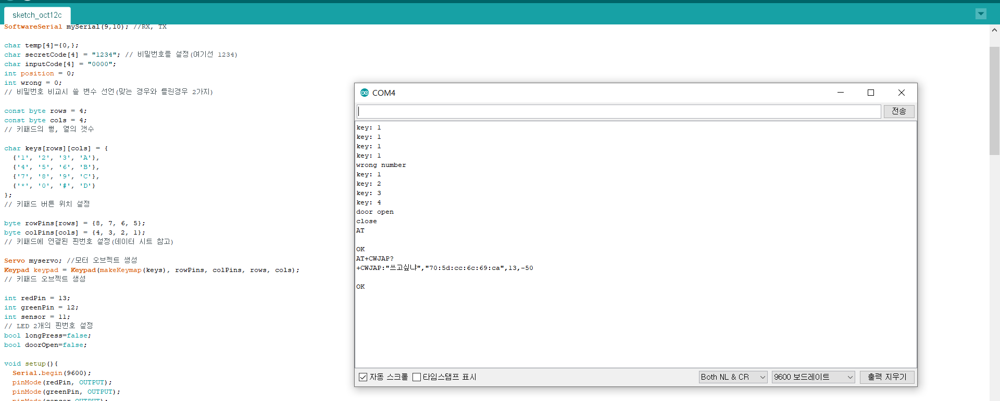 sketch_oct12c
SoftwareSerial mySerial(9,10); //RX, TX
char temp[4]={0,};
char secretCode[4] = "1234"; // 비밀번호를 설정(여기선 1234)
char inputCode[4] = "0000";
int position = 0;
int wrong = 0;
// 비밀번호 비교시 쓸 변수 선언(맞는 경우와 틀린경우 2가지)
const byte rows = 4;
const byte cols = 4;
// 키패드의 행, 열의 갯수
char keys[rows][cols] = {
{'1', '2', '3', 'A'},
{'4', '5', '6', 'B'},
{'7', '8', '9', 'C'},
{'*', '0', '#', 'D'}
};
// 키패드 버튼 위치 설정
byte rowPins[rows] = {8, 7, 6, 5};
byte colPins[cols] = {4, 3, 2, 1};
// 키패드에 연결된 핀번호 설정(데이터 시트 참고)
Servo myservo; //모터 오브젝트 생성
Keypad keypad = Keypad(makeKeymap(keys), rowPins, colPins, rows, cols);
// 키패드 오브젝트 생성
int redPin = 13;
int greenPin = 12;
int sensor = 11;
// LED 2개의 핀번호 설정
bool longPress=false;
bool doorOpen=false;
void setup(){
Serial.begin(9600);
pinMode(redPin, OUTPUT);
pinMode(greenPin, OUTPUT);
pinMode(sensor,OUTPUT);
COM4
전송
key: 1
key: 1
key: 1
key: 1
wrong number
key: 1
key: 2
key: 3
key: 4
door open
close
AT
OK
AT+CWJAP?
+CWJAP:"쓰고싶냐","70:5d:cc:6c:69:ca",13,-50
OK
자동 스크롤 타임스탬프 표시 Both NL & CR 9600 보드레이트 출력 지우기